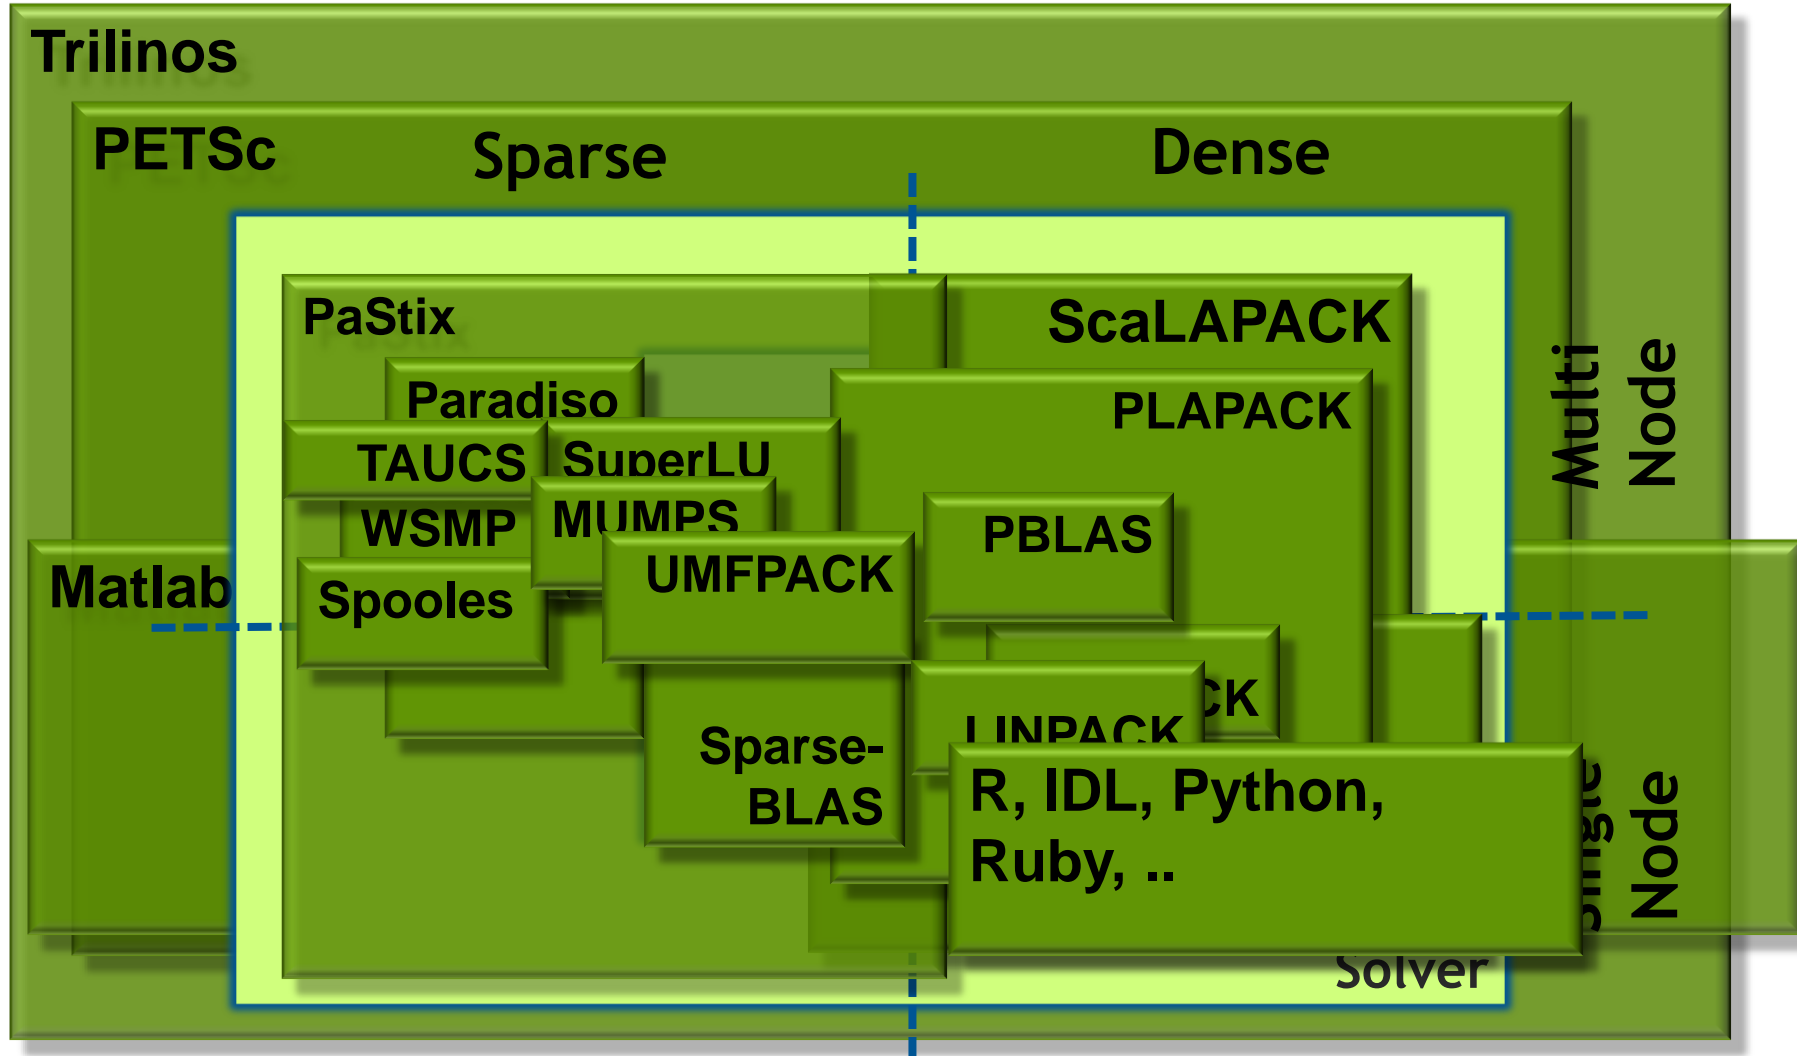 Trilinos
PETSc
Sparse
Dense
PaStix
ScaLAPACK
Paradiso
PLAPACK
TAUCS
SuperLU
WSMP
MUMPS
PBLAS
Matlab
Spooles
UMFPACK
Multi
Node
CK
LINPACK
Sparse-
BLAS
R, IDL, Python,
Ruby, ..
Single
Node
Solver